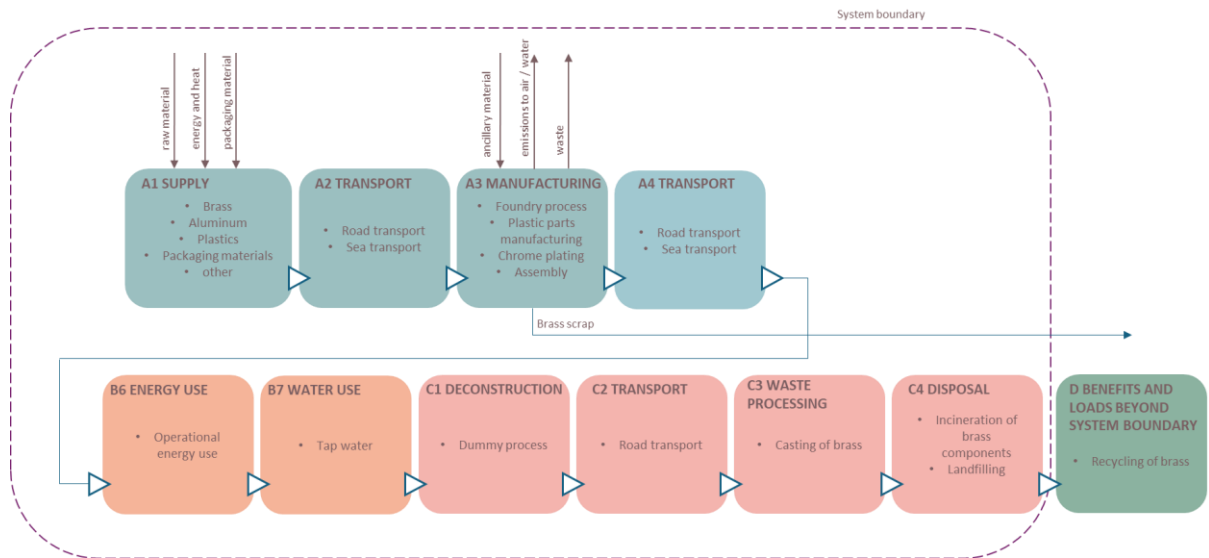 System boundary
raw material
energy and heat
packaging material
ancillary material
emissions to air / water
waste
A1 SUPPLY
• Brass
• Aluminum
• Plastics
• Packaging materials
• other
A2 TRANSPORT
• Road transport
• Sea transport
A3 MANUFACTURING
• Foundry process
• Plastic parts
manufacturing
• Chrome plating
• Assembly
A4 TRANSPORT
• Road transport
• Sea transport
Brass scrap
B6 ENERGY USE
• Operational
energy use
B7 WATER USE
• Tap water
C1 DECONSTRUCTION
• Dummy process
C2 TRANSPORT
• Road transport
C3 WASTE
PROCESSING
• Casting of brass
C4 DISPOSAL
• Incineration of
brass
components
• Landfilling
D BENEFITS AND
LOADS BEYOND
SYSTEM BOUNDARY
• Recycling of brass